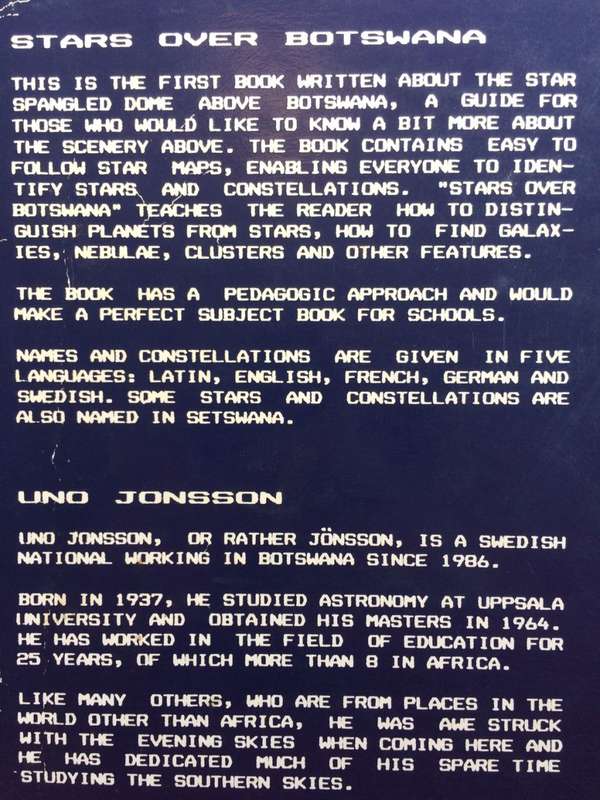 STARS OVER BOTSWANA
THIS IS THE FIRST BOOK WRITTEN ABOUT THE STAR
SPANGLED DOME ABOVE BOTSWANA, A GUIDE FOR
THOSE WHO WOULD LIKE TO KNOW A BIT MORE ABOUT
THE SCENERY ABOVE. THE BOOK CONTAINS EASY TO
FOLLOW STAR MAPS, ENABLING EVERYONE TO IDEN-
TIFY STARS AND CONSTELLATIONS. "STARS OVER
BOTSWANA" TEACHES THE READER HOW TO DISTIN-
GUISH PLANETS FROM STARS, HOW TO FIND GALAX-
IES, NEBULAE, CLUSTERS AND OTHER FEATURES.
THE BOOK HAS A PEDAGOGIC APPROACH AND WOULD
MAKE A PERFECT SUBJECT BOOK FOR SCHOOLS.
NAMES AND CONSTELLATIONS ARE GIVEN IN FIVE
LANGUAGES: LATIN, ENGLISH, FRENCH, GERMAN AND
SWEDISH. SOME STARS AND CONSTELLATIONS ARE
ALSO NAMED IN SETSWANA.
UNO JONSSON
UNO JONSSON, OR RATHER JÖNSSON, IS A SWEDISH
NATIONAL WORKING IN BOTSWANA SINCE 1986.
BORN IN 1937, HE STUDIED ASTRONOMY AT UPPSALA
UNIVERSITY AND OBTAINED HIS MASTERS IN 1964.
HE HAS WORKED IN THE FIELD OF EDUCATION FOR
25 YEARS, OF WHICH MORE THAN 8 IN AFRICA.
LIKE MANY OTHERS, WHO ARE FROM PLACES IN THE
WORLD OTHER THAN AFRICA, HE WAS AWE STRUCK
WITH THE EVENING SKIES WHEN COMING HERE AND
HE HAS DEDICATED MUCH OF HIS SPARE TIME
STUDYING THE SOUTHERN SKIES.